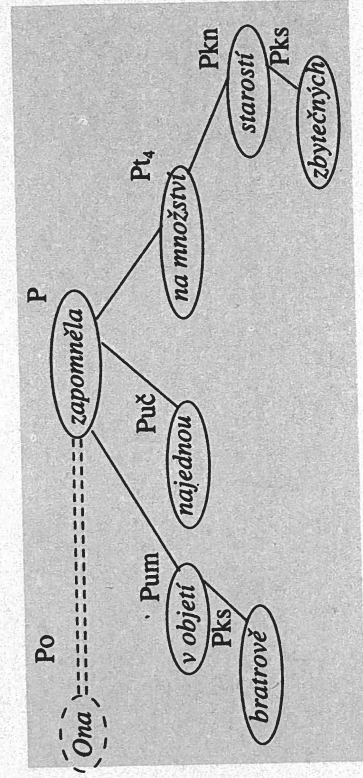 Po
P
Ona
zapomněla
Pum
Puč
Pt₄
v objetí
najednou
na množství
Pks
Pkn
bratrově
starostí
Pks
zbytečných